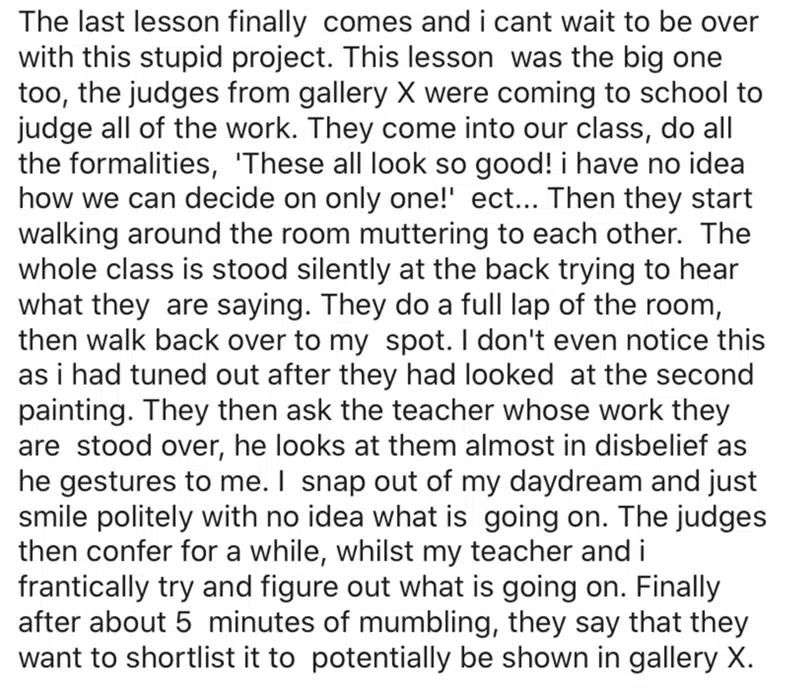 The last lesson finally  comes and i cant wait to be over
with this stupid project. This lesson  was the big one
too, the judges from gallery X were coming to school to
judge all of the work. They come into our class, do all
the formalities,  'These all look so good! i have no idea
how we can decide on only one!'  ect... Then they start
walking around the room muttering to each other.  The
whole class is stood silently at the back trying to hear
what they  are saying. They do a full lap of the room,
then walk back over to my  spot. I don't even notice this
as i had tuned out after they had looked  at the second
painting. They then ask the teacher whose work they
are  stood over, he looks at them almost in disbelief as
he gestures to me. I  snap out of my daydream and just
smile politely with no idea what is  going on. The judges
then confer for a while, whilst my teacher and i
frantically try and figure out what is going on. Finally
after about 5  minutes of mumbling, they say that they
want to shortlist it to  potentially be shown in gallery X.